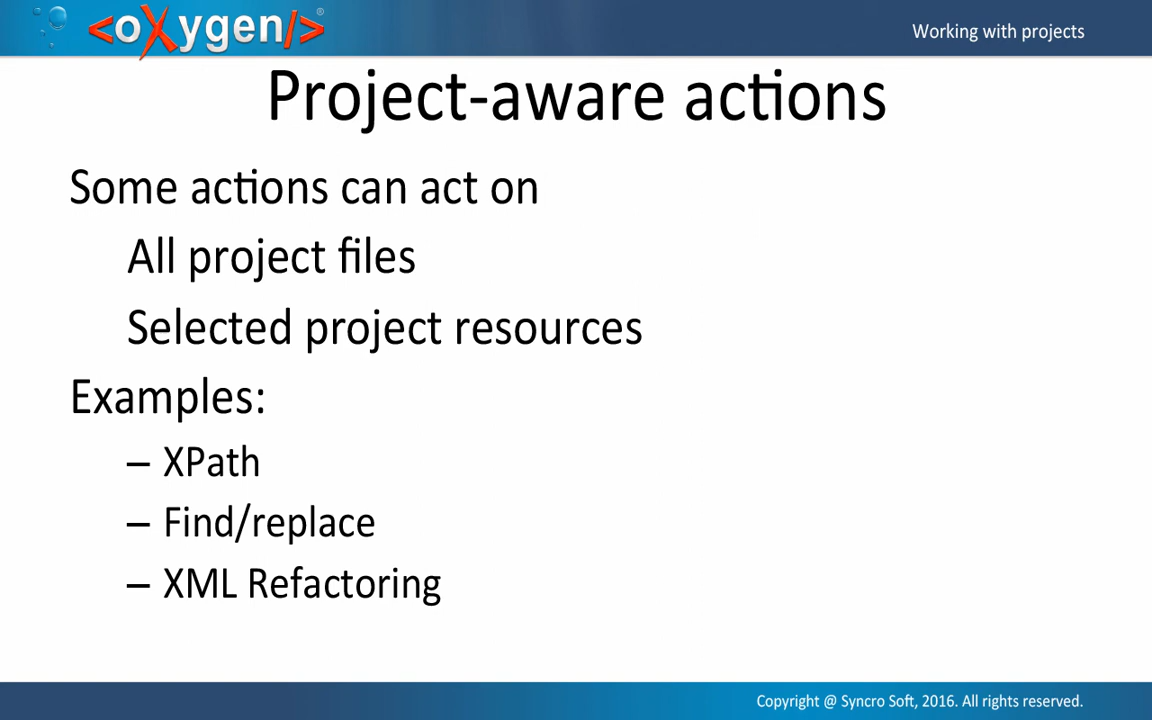 <oXygen/>®
Working with projects
Project-aware actions
Some actions can act on
All project files
Selected project resources
Examples:
– XPath
– Find/replace
– XML Refactoring
Copyright @ Syncro Soft, 2016. All rights reserved.